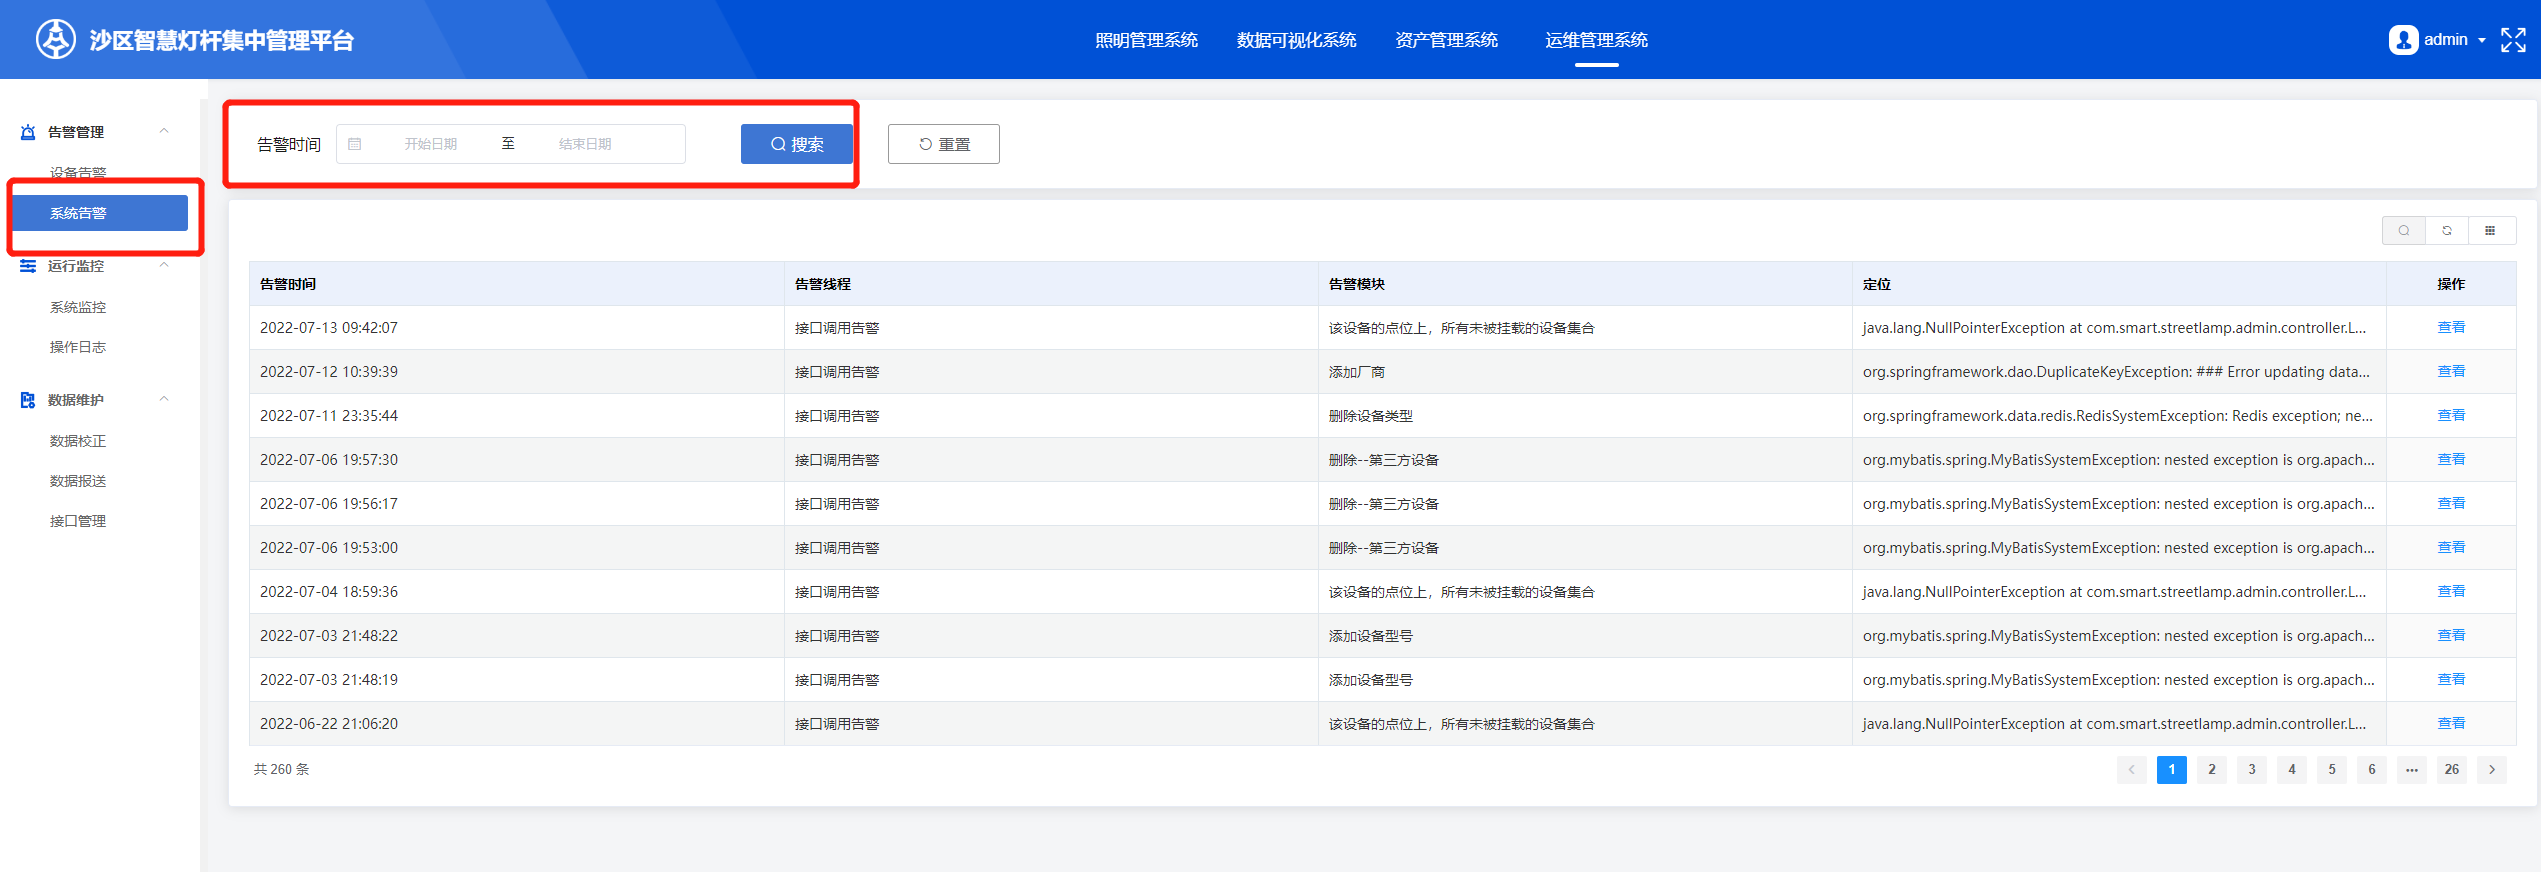 沙区智慧灯杆集中管理平台
照明管理系统 数据可视化系统 资产管理系统 运维管理系统
admin
告警管理
设备告警
系统告警
运行监控
系统监控
操作日志
数据维护
数据校正
数据报送
接口管理
告警时间 开始日期 至 结束日期 搜索 重置
告警时间 告警线程 告警模块 定位 操作
2022-07-13 09:42:07 接口调用告警 该设备的点位上，所有未被挂载的设备集合 java.lang.NullPointerException at com.smart.streetlamp.admin.controller.L... 查看
2022-07-12 10:39:39 接口调用告警 添加厂商 org.springframework.dao.DuplicateKeyException: ### Error updating data... 查看
2022-07-11 23:35:44 接口调用告警 删除设备类型 org.springframework.data.redis.RedisSystemException: Redis exception; ne... 查看
2022-07-06 19:57:30 接口调用告警 删除--第三方设备 org.mybatis.spring.MyBatisSystemException: nested exception is org.apach... 查看
2022-07-06 19:56:17 接口调用告警 删除--第三方设备 org.mybatis.spring.MyBatisSystemException: nested exception is org.apach... 查看
2022-07-06 19:53:00 接口调用告警 删除--第三方设备 org.mybatis.spring.MyBatisSystemException: nested exception is org.apach... 查看
2022-07-04 18:59:36 接口调用告警 该设备的点位上，所有未被挂载的设备集合 java.lang.NullPointerException at com.smart.streetlamp.admin.controller.L... 查看
2022-07-03 21:48:22 接口调用告警 添加设备型号 org.mybatis.spring.MyBatisSystemException: nested exception is org.apach... 查看
2022-07-03 21:48:19 接口调用告警 添加设备型号 org.mybatis.spring.MyBatisSystemException: nested exception is org.apach... 查看
2022-06-22 21:06:20 接口调用告警 该设备的点位上，所有未被挂载的设备集合 java.lang.NullPointerException at com.smart.streetlamp.admin.controller.L... 查看
共 260 条 1 2 3 4 5 6 ... 26